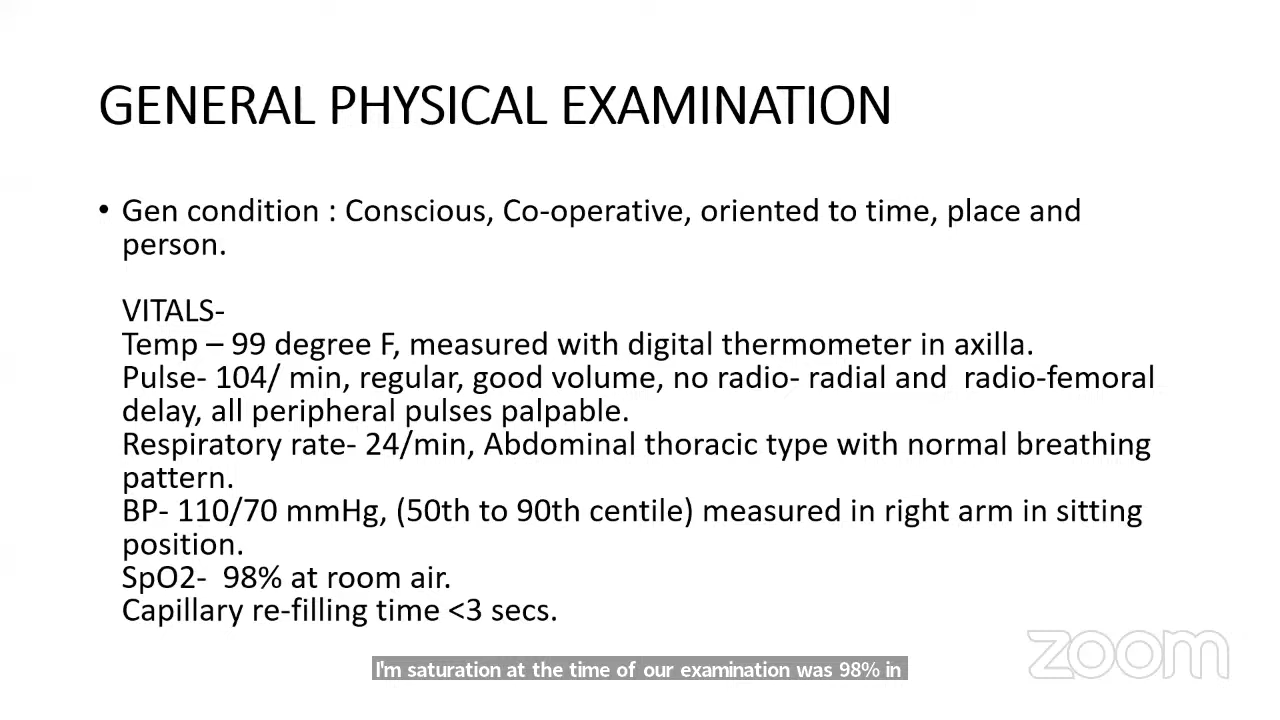 GENERAL PHYSICAL EXAMINATION
• Gen condition : Conscious, Co-operative, oriented to time, place and
person.
VITALS-
Temp – 99 degree F, measured with digital thermometer in axilla.
Pulse- 104/ min, regular, good volume, no radio- radial and  radio-femoral
delay, all peripheral pulses palpable.
Respiratory rate- 24/min, Abdominal thoracic type with normal breathing
pattern.
BP- 110/70 mmHg, (50th to 90th centile) measured in right arm in sitting
position.
SpO2-  98% at room air.
Capillary re-filling time <3 secs.
zoom
I'm saturation at the time of our examination was 98% in